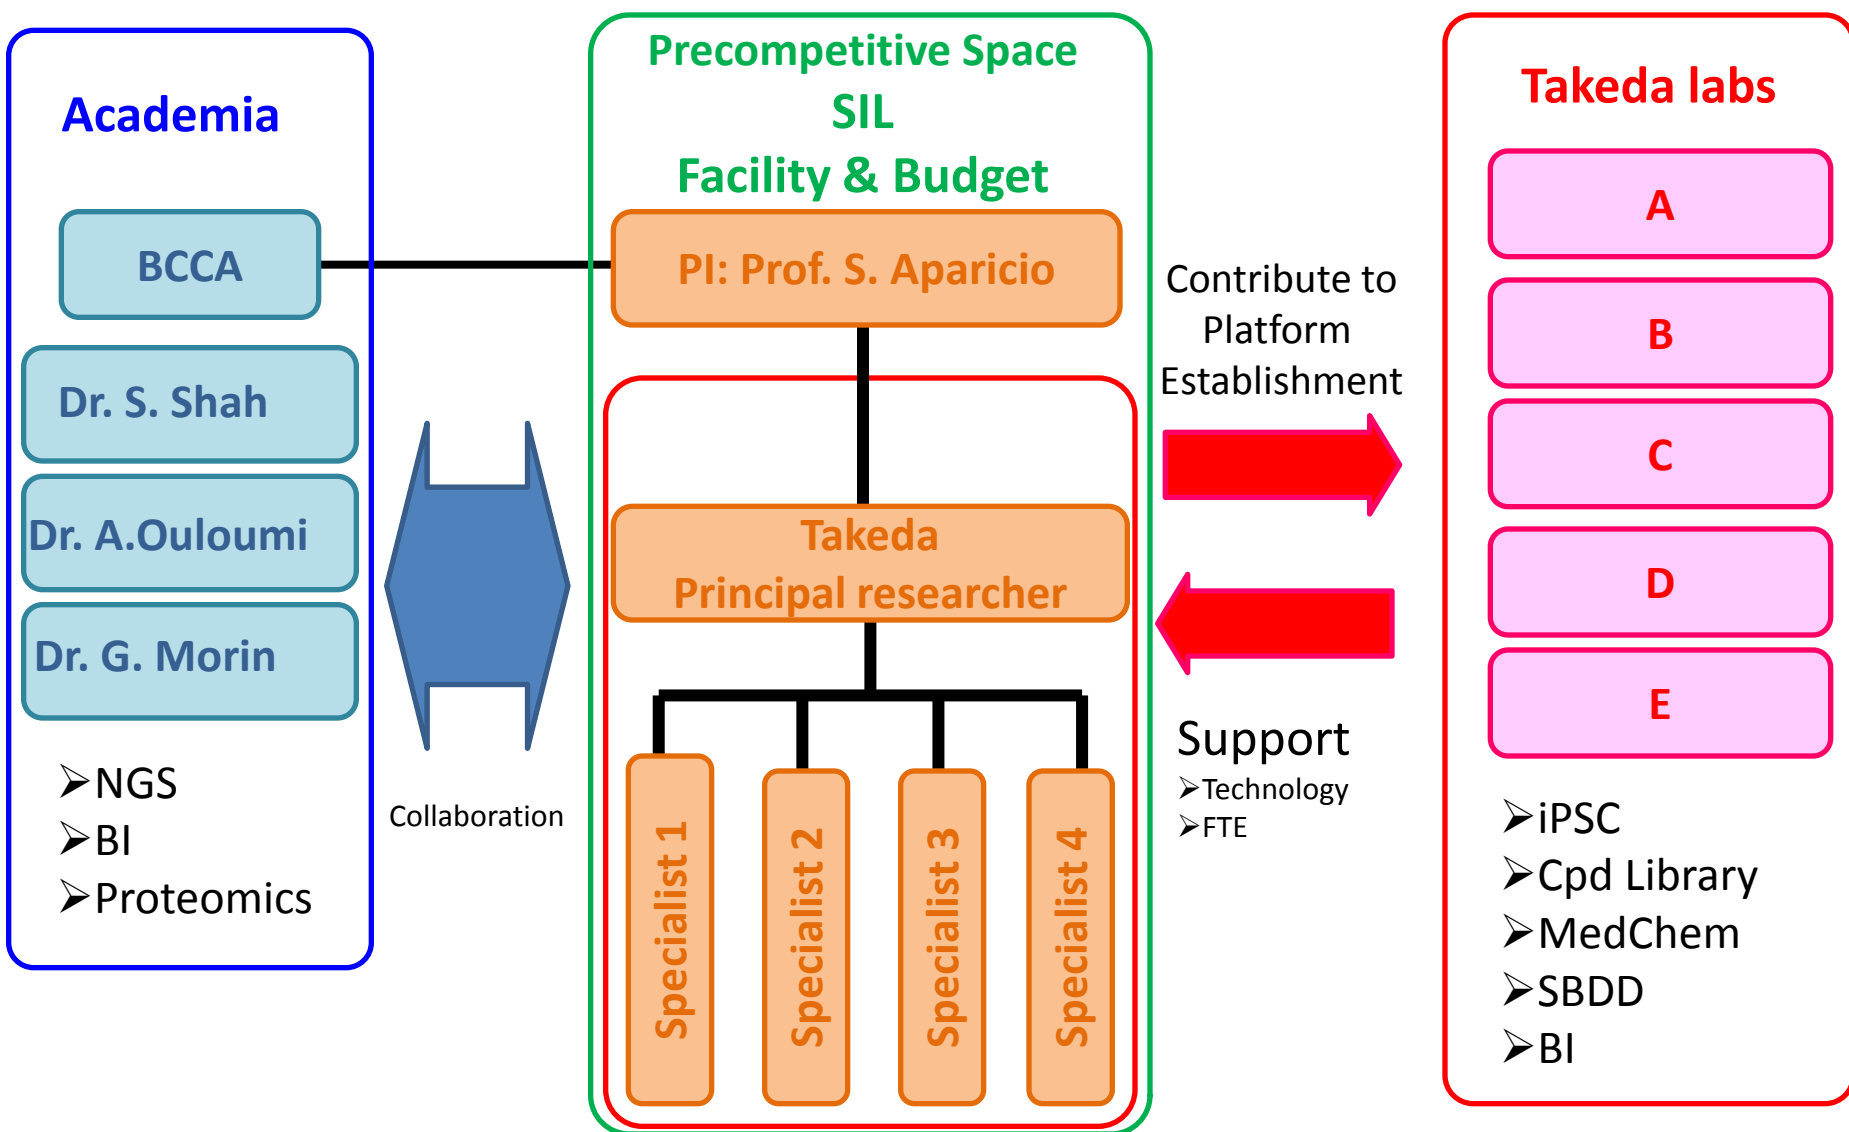 Academia
BCCA
Dr. S. Shah
Dr. A.Ouloumi
Dr. G. Morin
➢NGS
➢BI
➢Proteomics
Collaboration
Precompetitive Space
SIL
Facility & Budget
PI: Prof. S. Aparicio
Takeda
Principal researcher
Specialist 1
Specialist 2
Specialist 3
Specialist 4
Contribute to
Platform
Establishment
Support
➢Technology
➢FTE
Takeda labs
A
B
C
D
E
➢iPSC
➢Cpd Library
➢MedChem
➢SBDD
➢BI